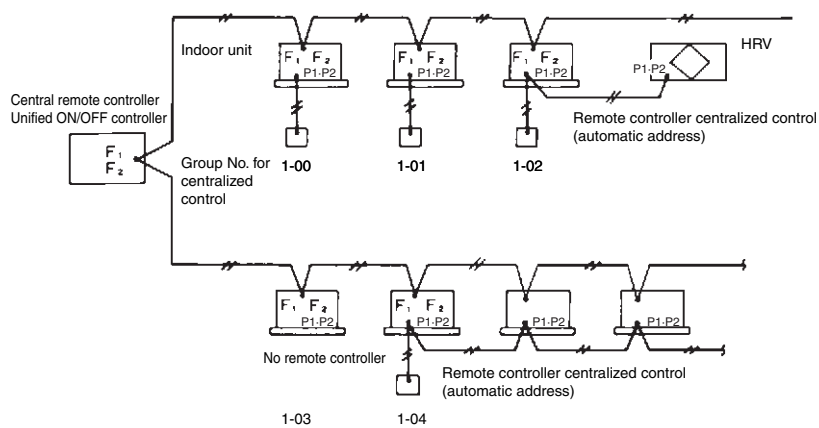 Indoor unit
F₁ F₂
P1·P2
F₁ F₂
P1·P2
F₁ F₂
P1·P2
P1·P2
HRV
Central remote controller
Unified ON/OFF controller
F₁
F₂
Group No. for
centralized
control
1-00
1-01
1-02
Remote controller centralized control
(automatic address)
F₁ F₂
P1·P2
F₁ F₂
P1·P2
P1·P2
P1·P2
No remote controller
Remote controller centralized control
(automatic address)
1-03
1-04